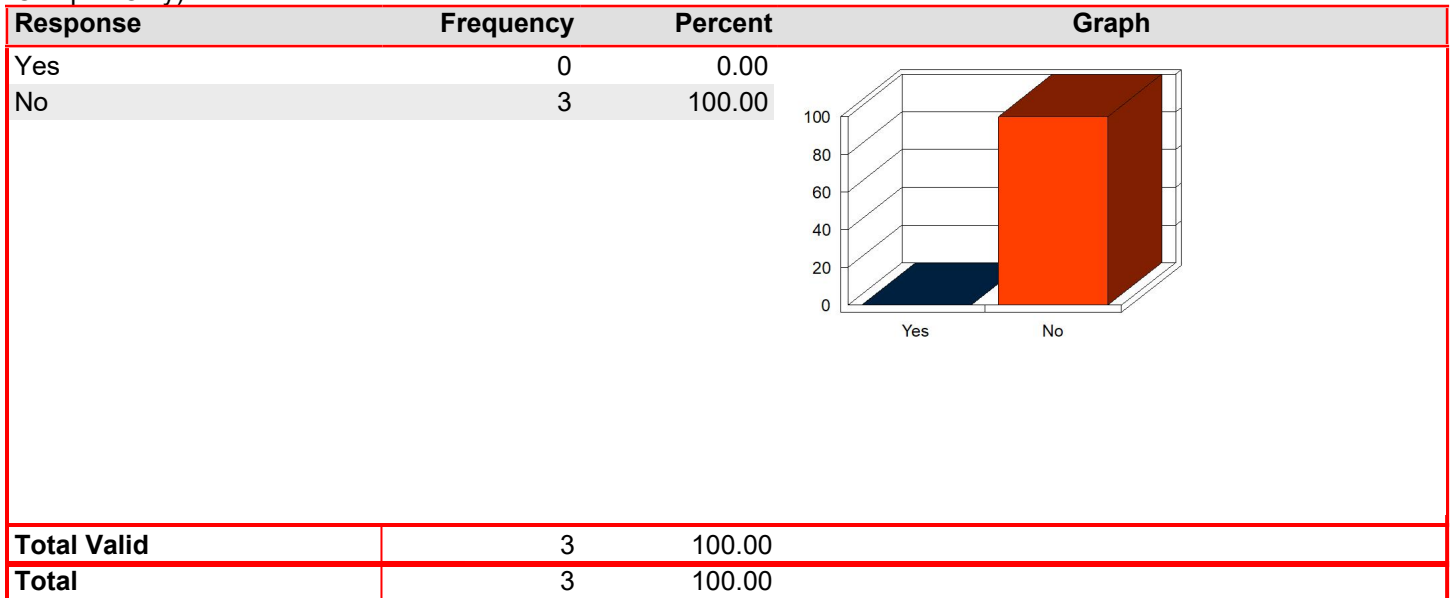 Response Frequency Percent Graph
Yes 0 0.00
No 3 100.00
100
80
60
40
20
0
Yes No
Total Valid 3 100.00
Total 3 100.00